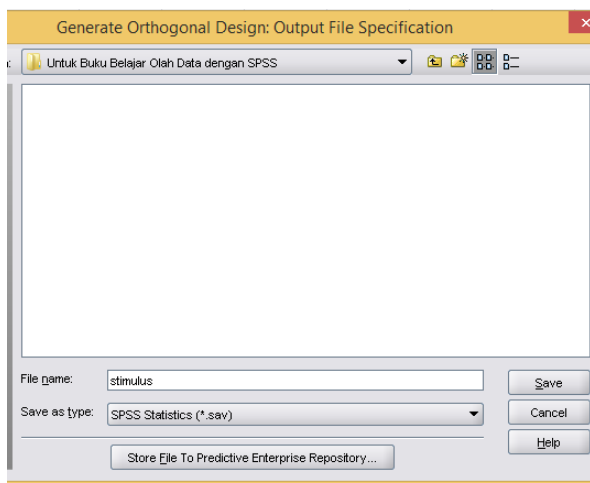 Generate Orthogonal Design: Output File Specification
Untuk Buku Belajar Olah Data dengan SPSS
File name: stimulus Save
Save as type: SPSS Statistics (*.sav) Cancel
Help
Store File To Predictive Enterprise Repository...